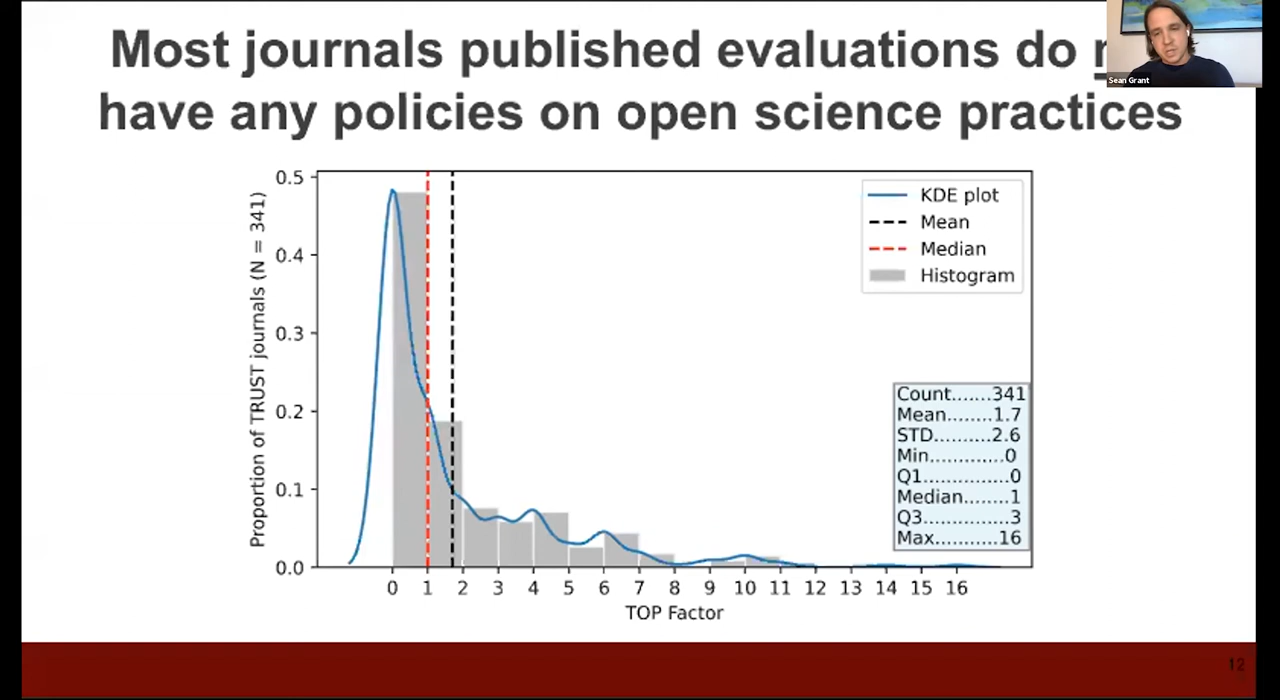 Most journals published evaluations do
have any policies on open science practices
Sean Grant
Proportion of TRUST journals (N = 341)
0.5
0.4
0.3
0.2
0.1
0.0
KDE plot
Mean
Median
Histogram
Count.......341
Mean........1.7
STD..........2.6
Min.............0
Q1...............0
Median........1
Q3...............3
Max...........16
0 1 2 3 4 5 6 7 8 9 10 11 12 13 14 15 16
TOP Factor
12